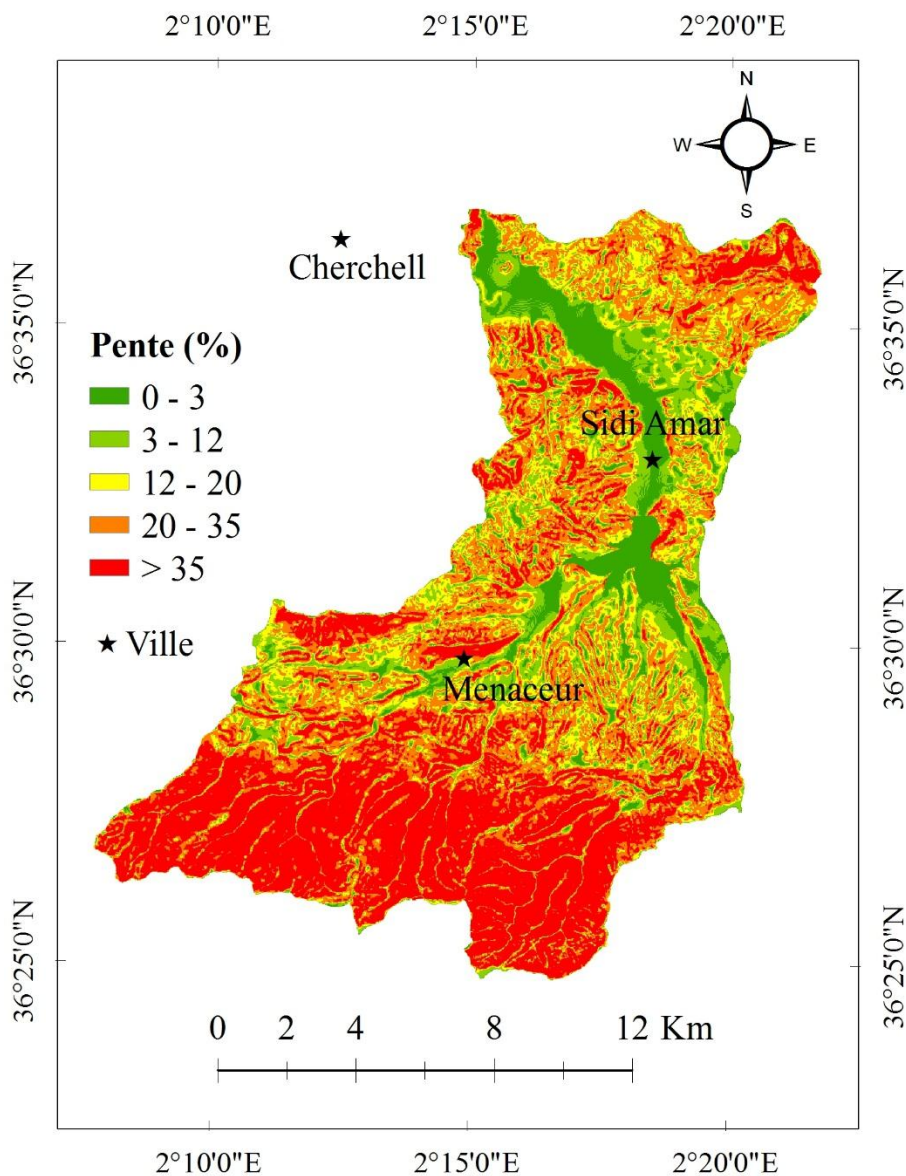 2°10'0"E 2°15'0"E 2°20'0"E
N
W E
S
Cherchell
36°35'0"N 36°35'0"N
Pente (%)
0 - 3
3 - 12
12 - 20
20 - 35
> 35
Sidi Amar
Ville
36°30'0"N 36°30'0"N
Menaceur
36°25'0"N 36°25'0"N
0 2 4 8 12 Km
2°10'0"E 2°15'0"E 2°20'0"E